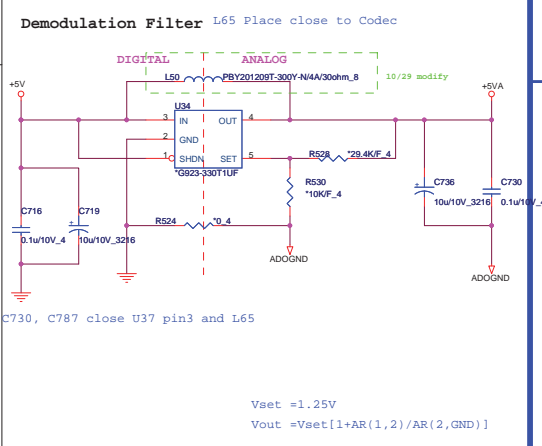 Demodulation Filter
L65 Place close to Codec
DIGITAL
ANALOG
L50
PBY201209T-300Y-N/4A/30ohm_8
10/29 modify
+5V
+5VA
U34
3
IN
OUT
4
2
GND
1
SHDN
SET
5
*G923-330T1UF
R528
*29.4K/F_4
R530
*10K/F_4
C736
10u/10V_3216
C730
0.1u/10V_4
C716
0.1u/10V_4
C719
10u/10V_3216
R524
*0_4
ADOGND
ADOGND
C730, C787 close U37 pin3 and L65
Vset =1.25V
Vout =Vset[1+AR(1,2)/AR(2,GND)]